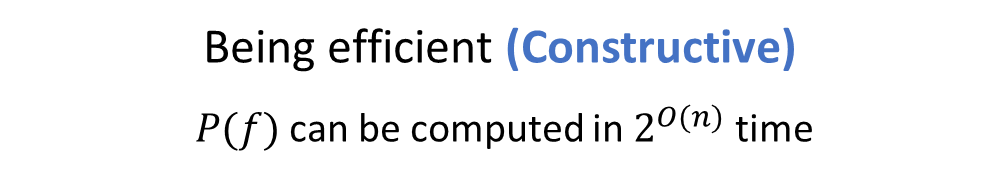 Being efficient (Constructive)
P(f) can be computed in 2^{O(n)} time